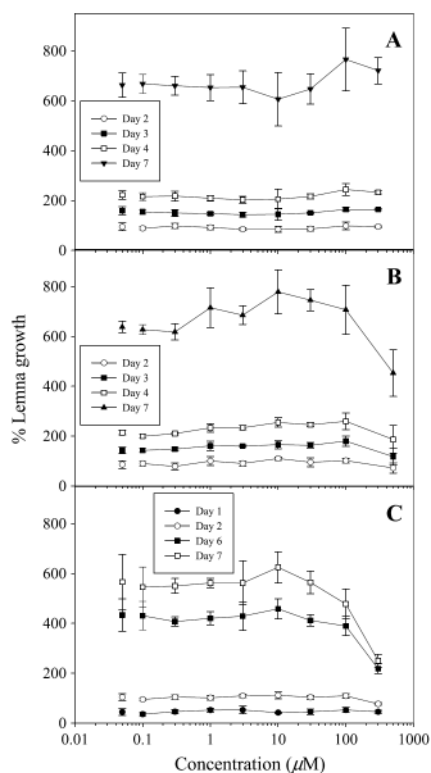 A
800
600
400
200
0
Day 2
Day 3
Day 4
Day 7
B
800
600
400
200
0
Day 2
Day 3
Day 4
Day 7
% Lemna growth
C
800
600
400
200
0
Day 1
Day 2
Day 6
Day 7
0.01 0.1 1 10 100 1000
Concentration (μM)